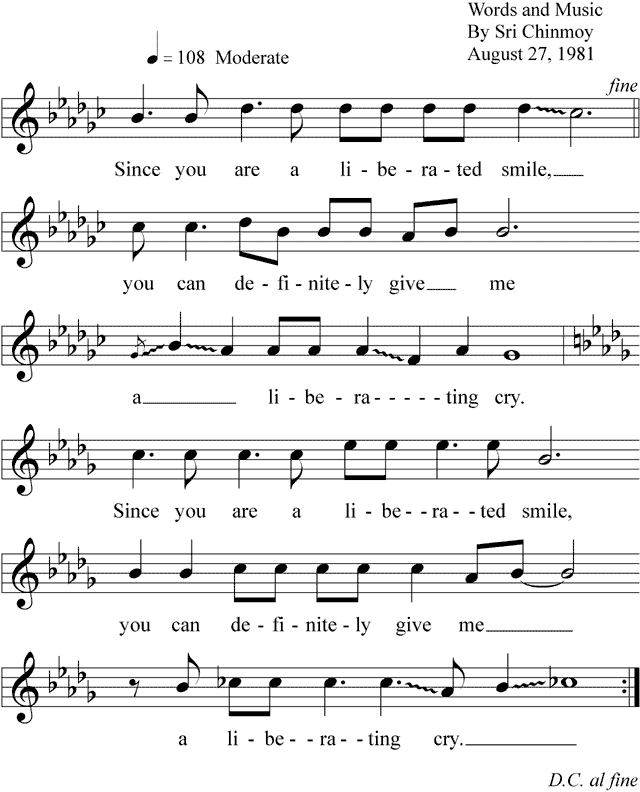 Words and Music
By Sri Chinmoy
August 27, 1981
= 108 Moderate
fine
Since you are a li - be - ra - ted smile,
you can de - fi - nite - ly give me
a li - be - ra - - - - - ting cry.
Since you are a li - be - - ra - - ted smile,
you can de - fi - nite - ly give me
a li - be - - ra - - ting cry.
D.C. al fine